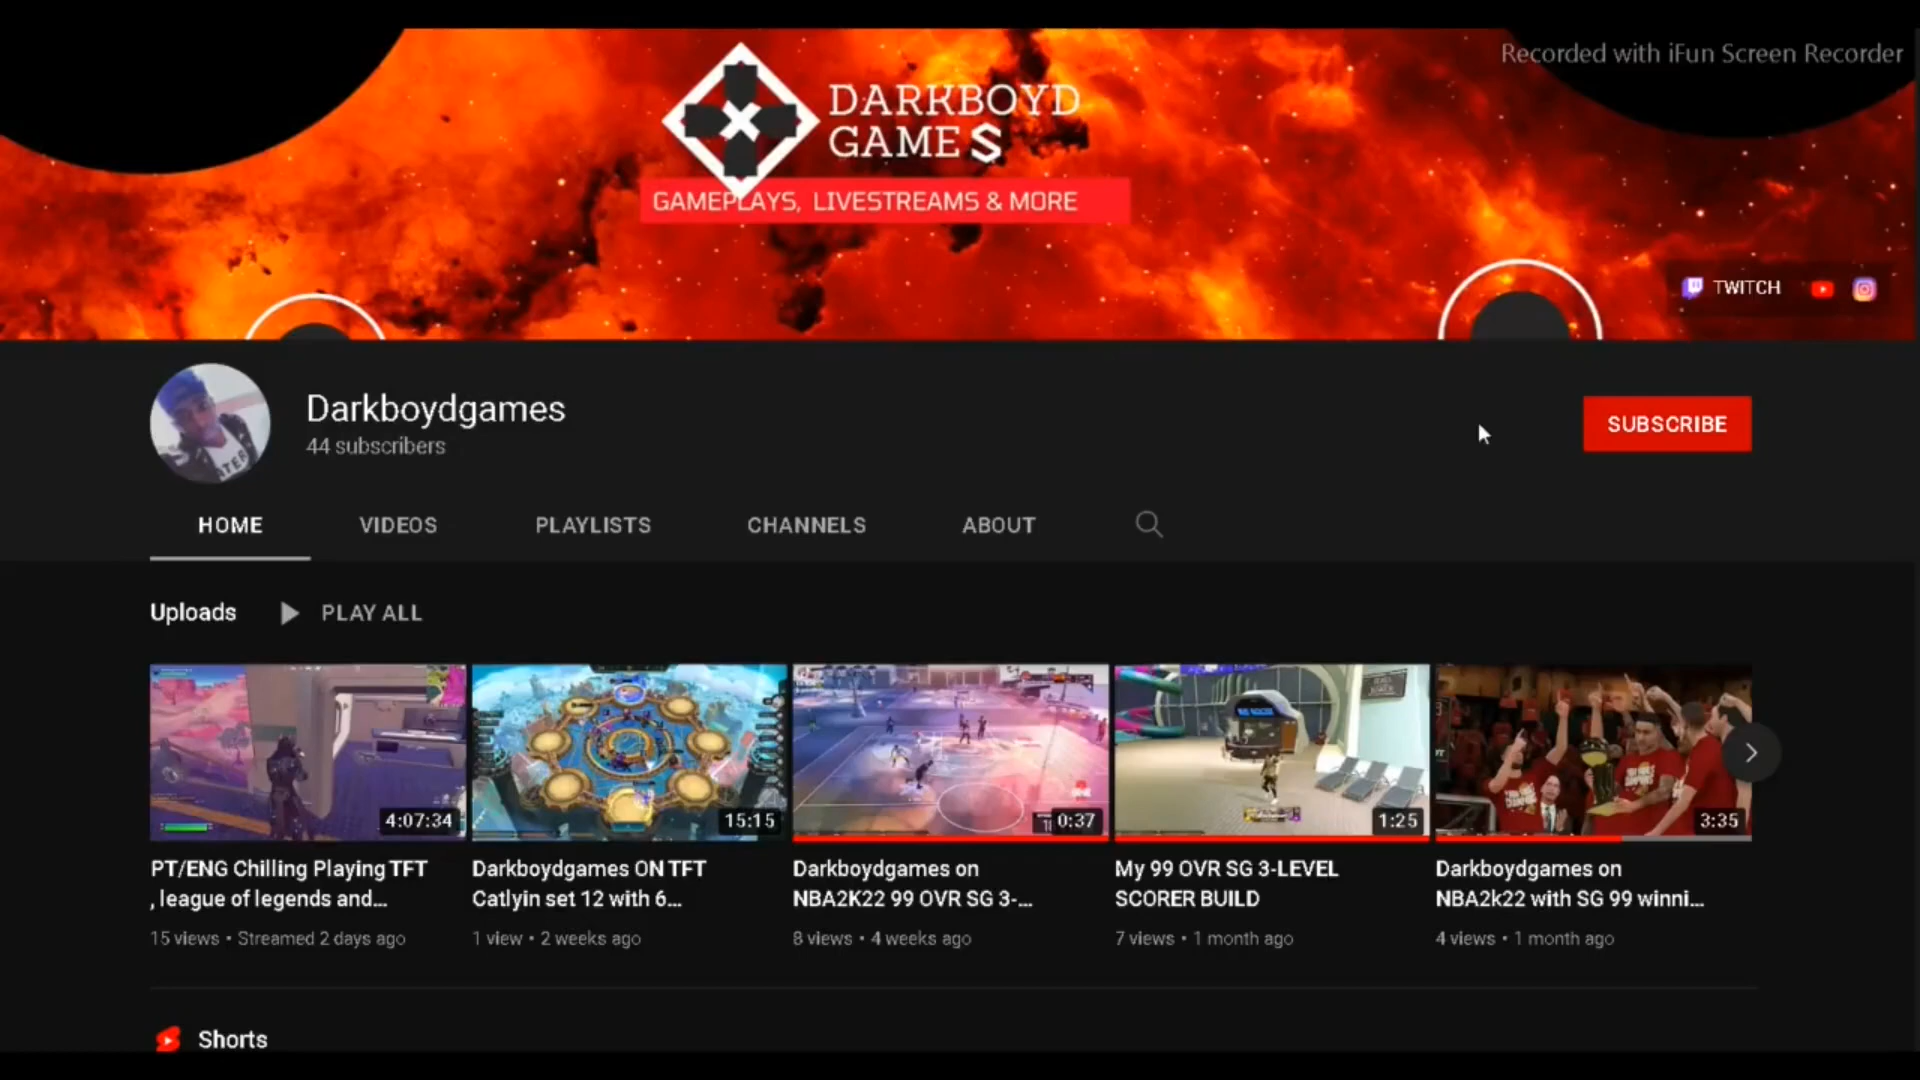 Recorded with iFun Screen Recorder
DARKBOYD
GAMES
GAMEPLAYS, LIVESTREAMS & MORE
TWITCH
Darkboydgames
44 subscribers
SUBSCRIBE
HOME VIDEOS PLAYLISTS CHANNELS ABOUT
Uploads PLAY ALL
4:07:34 15:15 0:37 1:25 3:35
PT/ENG Chilling Playing TFT
, league of legends and...
15 views • Streamed 2 days ago
Darkboydgames ON TFT
Catlyin set 12 with 6...
1 view • 2 weeks ago
Darkboydgames on
NBA2K22 99 OVR SG 3-...
8 views • 4 weeks ago
My 99 OVR SG 3-LEVEL
SCORER BUILD
7 views • 1 month ago
Darkboydgames on
NBA2k22 with SG 99 winni...
4 views • 1 month ago
Shorts